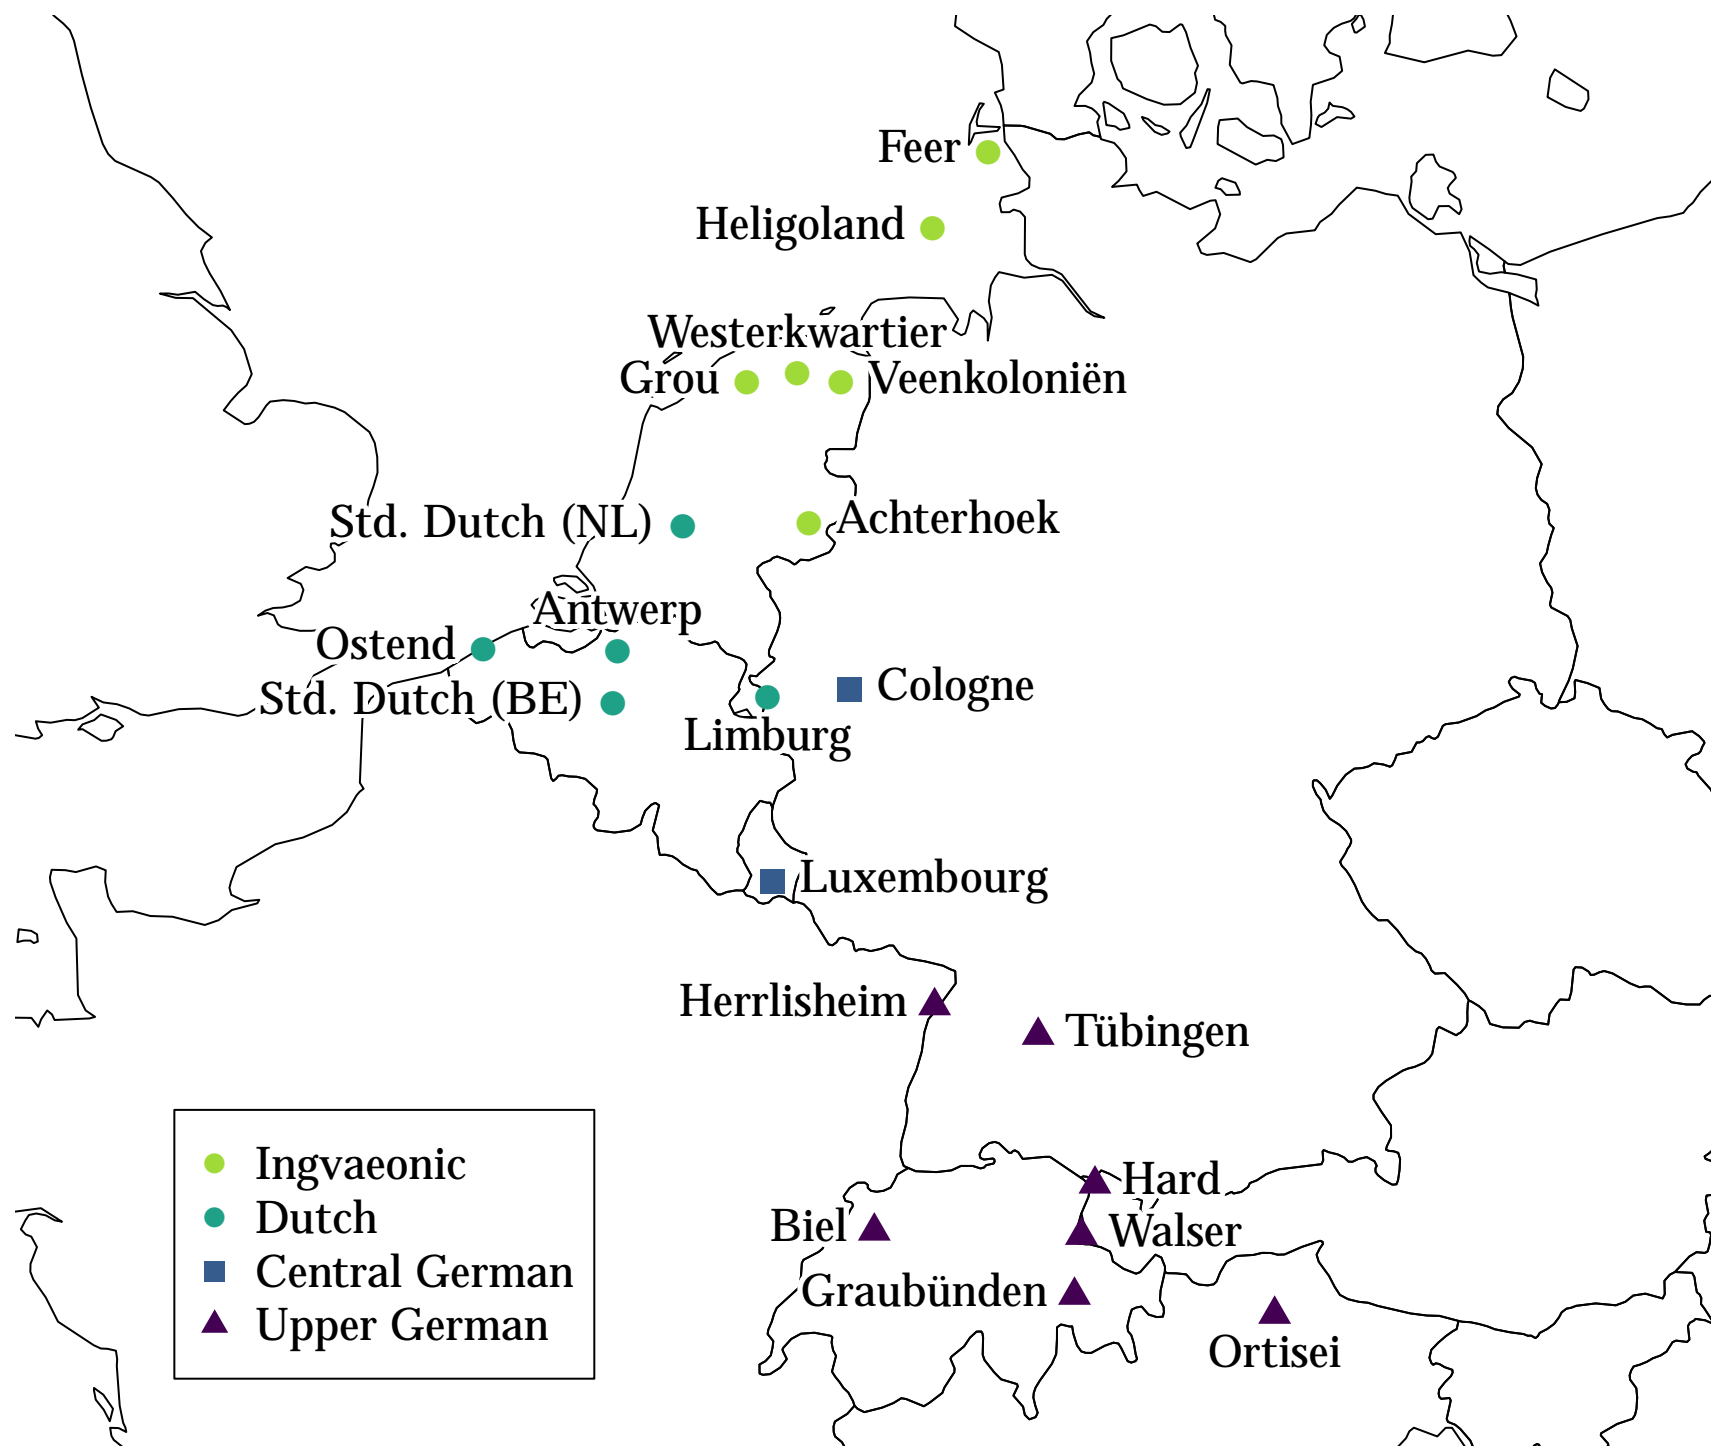 Feer
Heligoland
Westerkwartier
Grou
Veenkoloniën
Std. Dutch (NL)
Achterhoek
Antwerp
Ostend
Cologne
Std. Dutch (BE)
Limburg
Luxembourg
Herrlisheim
Tübingen
Hard
Biel
Walser
Graubünden
Ortisei
Ingvaeonic
Dutch
Central German
Upper German